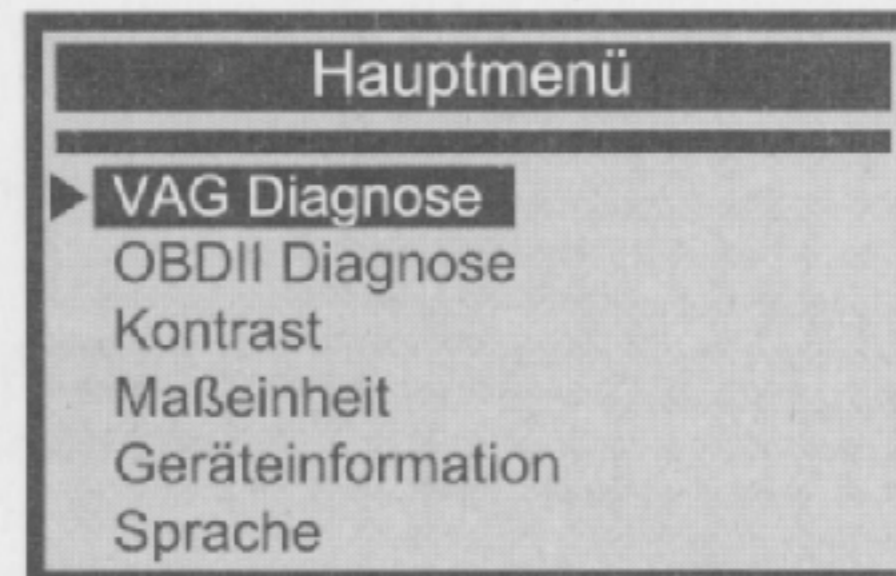 Hauptmenü
VAG Diagnose
OBDII Diagnose
Kontrast
Maßeinheit
Geräteinformation
Sprache